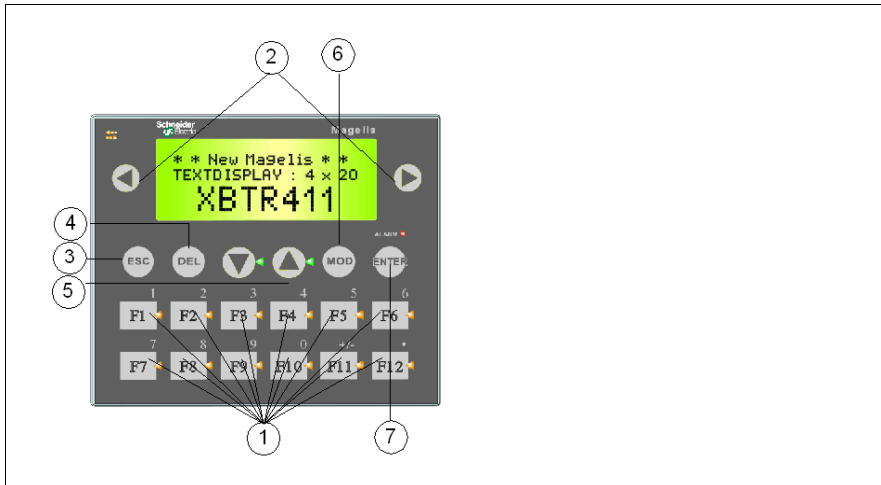 2
6
Schneider
Electric
Magelis
* * New Magelis * *
TEXTDISPLAY : 4 x 20
XBTR411
4
ALARM
3
ESC
DEL
MOD
ENTER
5
1 2 3 4 5 6
F1 F2 F3 F4 F5 F6
7 8 9 0 +/- •
F7 F8 F9 F10 F11 F12
1
7